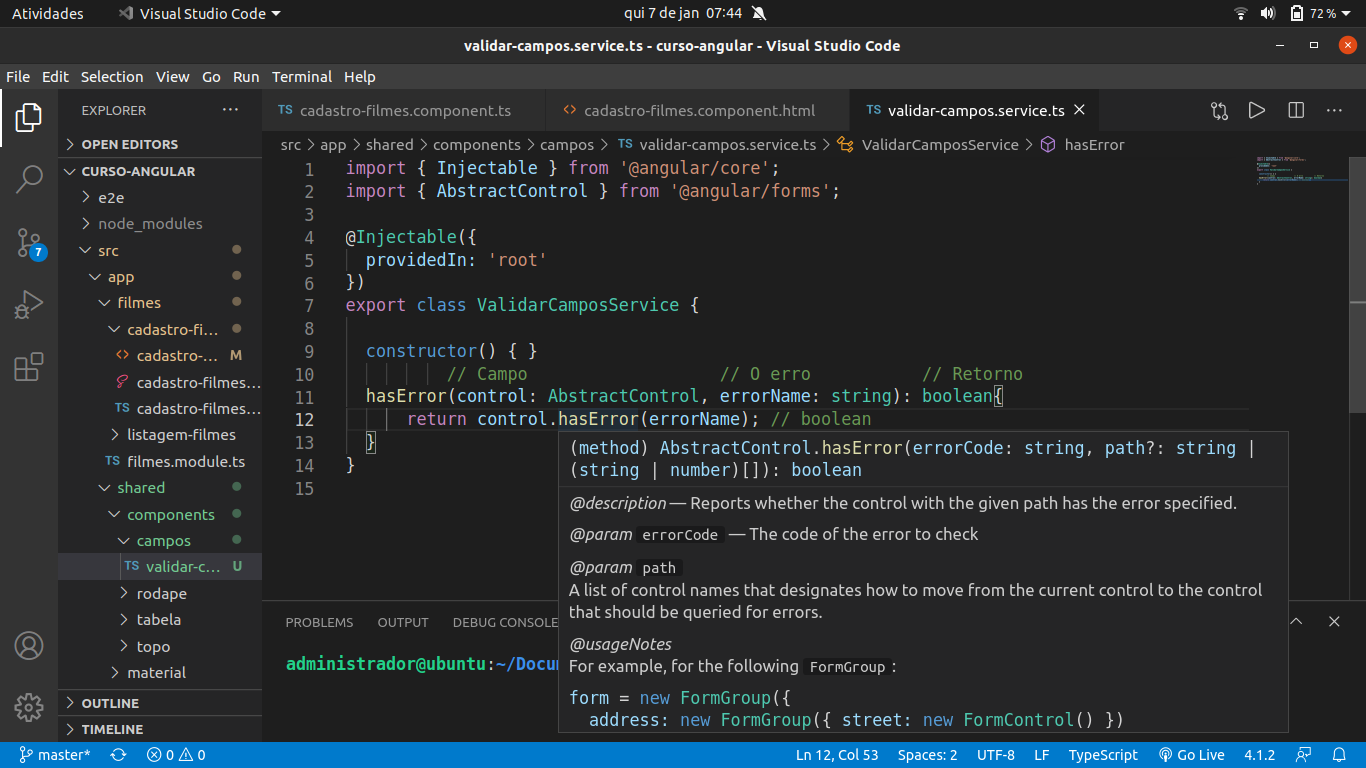 Atividades Visual Studio Code qui 7 de jan 07:44 72 %
validar-campos.service.ts - curso-angular - Visual Studio Code
File Edit Selection View Go Run Terminal Help
EXPLORER ···
OPEN EDITORS
CURSO-ANGULAR
e2e
node_modules
src
app
filmes
cadastro-fi...
cadastro-... M
cadastro-filmes...
TS cadastro-filmes...
listagem-filmes
TS filmes.module.ts
shared
components
campos
TS validar-c... U
rodape
tabela
topo
material
OUTLINE
TIMELINE
7
TS cadastro-filmes.component.ts <> cadastro-filmes.component.html TS validar-campos.service.ts ···
src > app > shared > components > campos > TS validar-campos.service.ts > ValidarCamposService > hasError
1 import { Injectable } from '@angular/core';
2 import { AbstractControl } from '@angular/forms';
3
4 @Injectable({
5 providedIn: 'root'
6 })
7 export class ValidarCamposService {
8
9 constructor() { }
10 // Campo // O erro // Retorno
11 hasError(control: AbstractControl, errorName: string): boolean{
12 return control.hasError(errorName); // boolean
13 }
14 }
15
(method) AbstractControl.hasError(errorCode: string, path?: string |
(string | number)[]): boolean
@description — Reports whether the control with the given path has the error specified.
@param errorCode — The code of the error to check
@param path
A list of control names that designates how to move from the current control to the control
that should be queried for errors.
@usageNotes
For example, for the following FormGroup :
form = new FormGroup({
address: new FormGroup({ street: new FormControl() })
PROBLEMS OUTPUT DEBUG CONSOLE
administrador@ubuntu:~/Docu
master* 0 0 Ln 12, Col 53 Spaces: 2 UTF-8 LF TypeScript Go Live 4.1.2